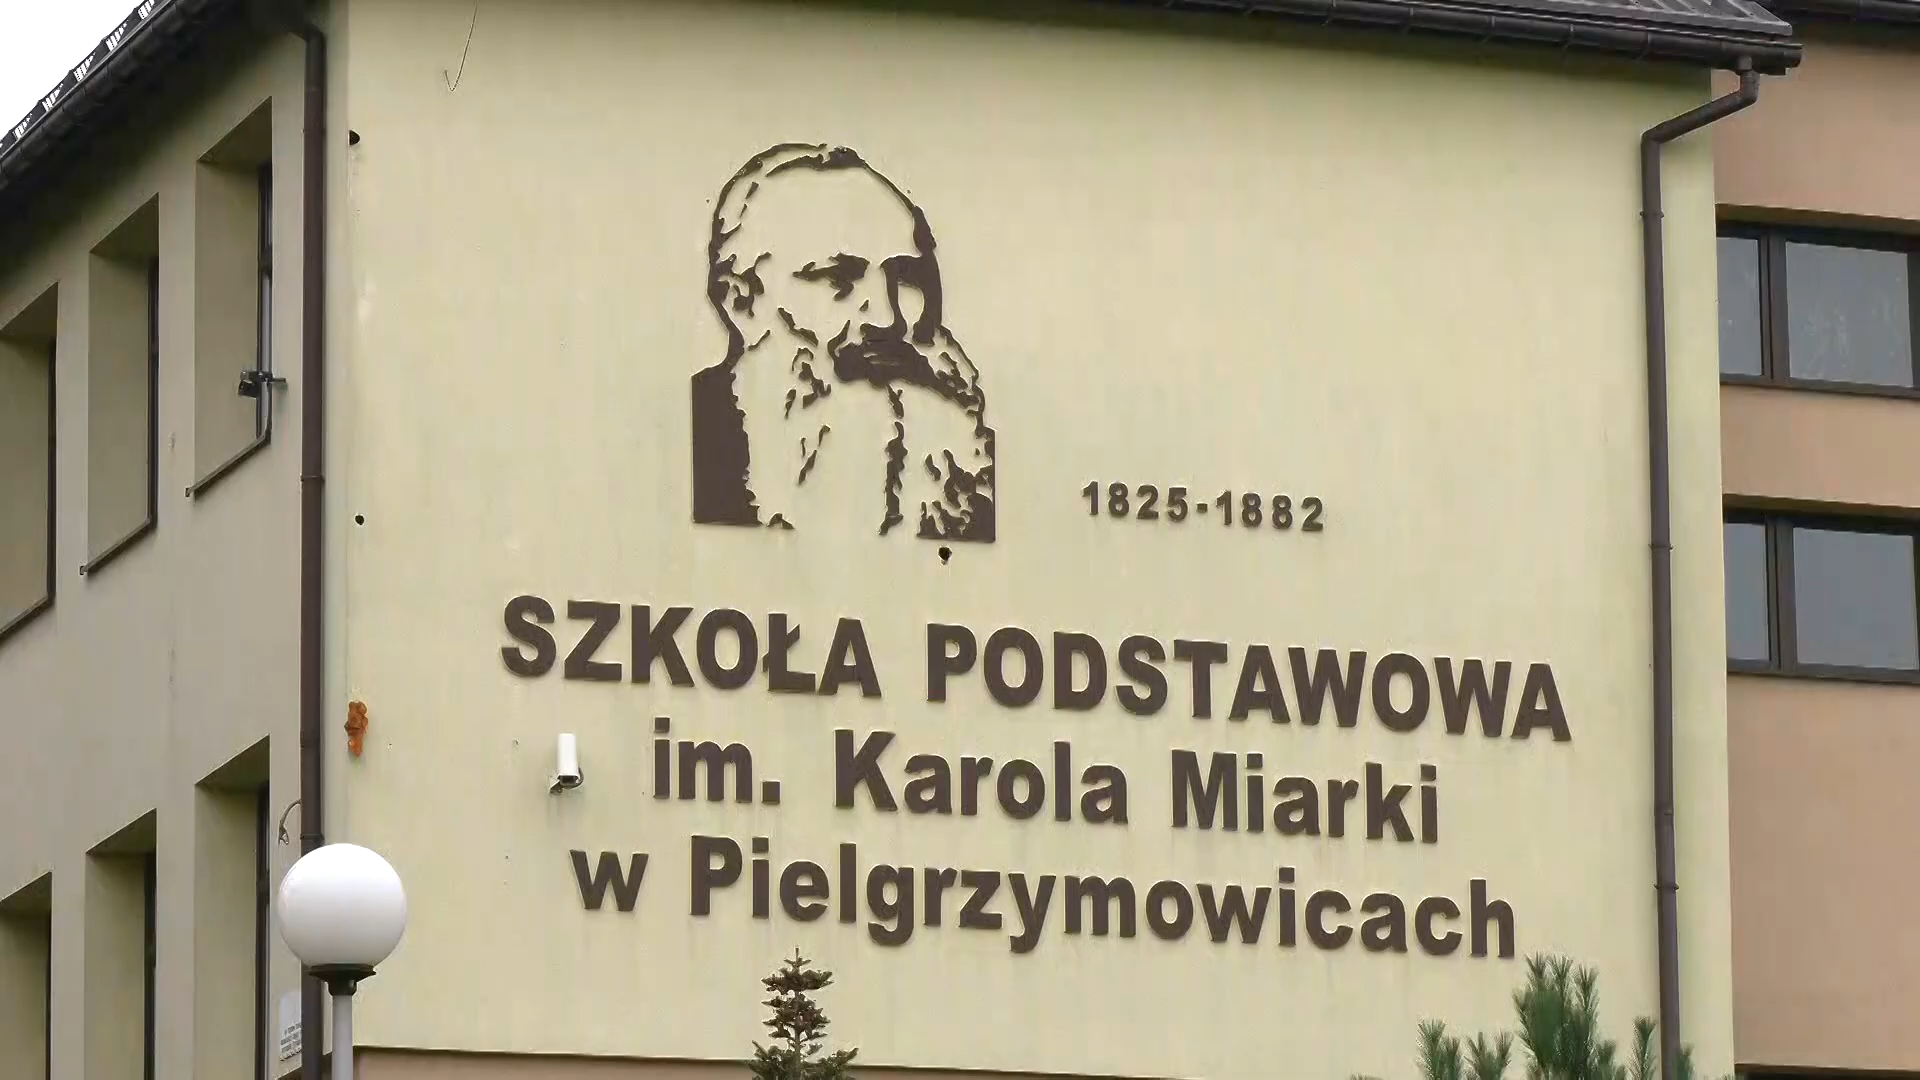 1825-1882
SZKOŁA PODSTAWOWA
im. Karola Miarki
w Pielgrzymowicach